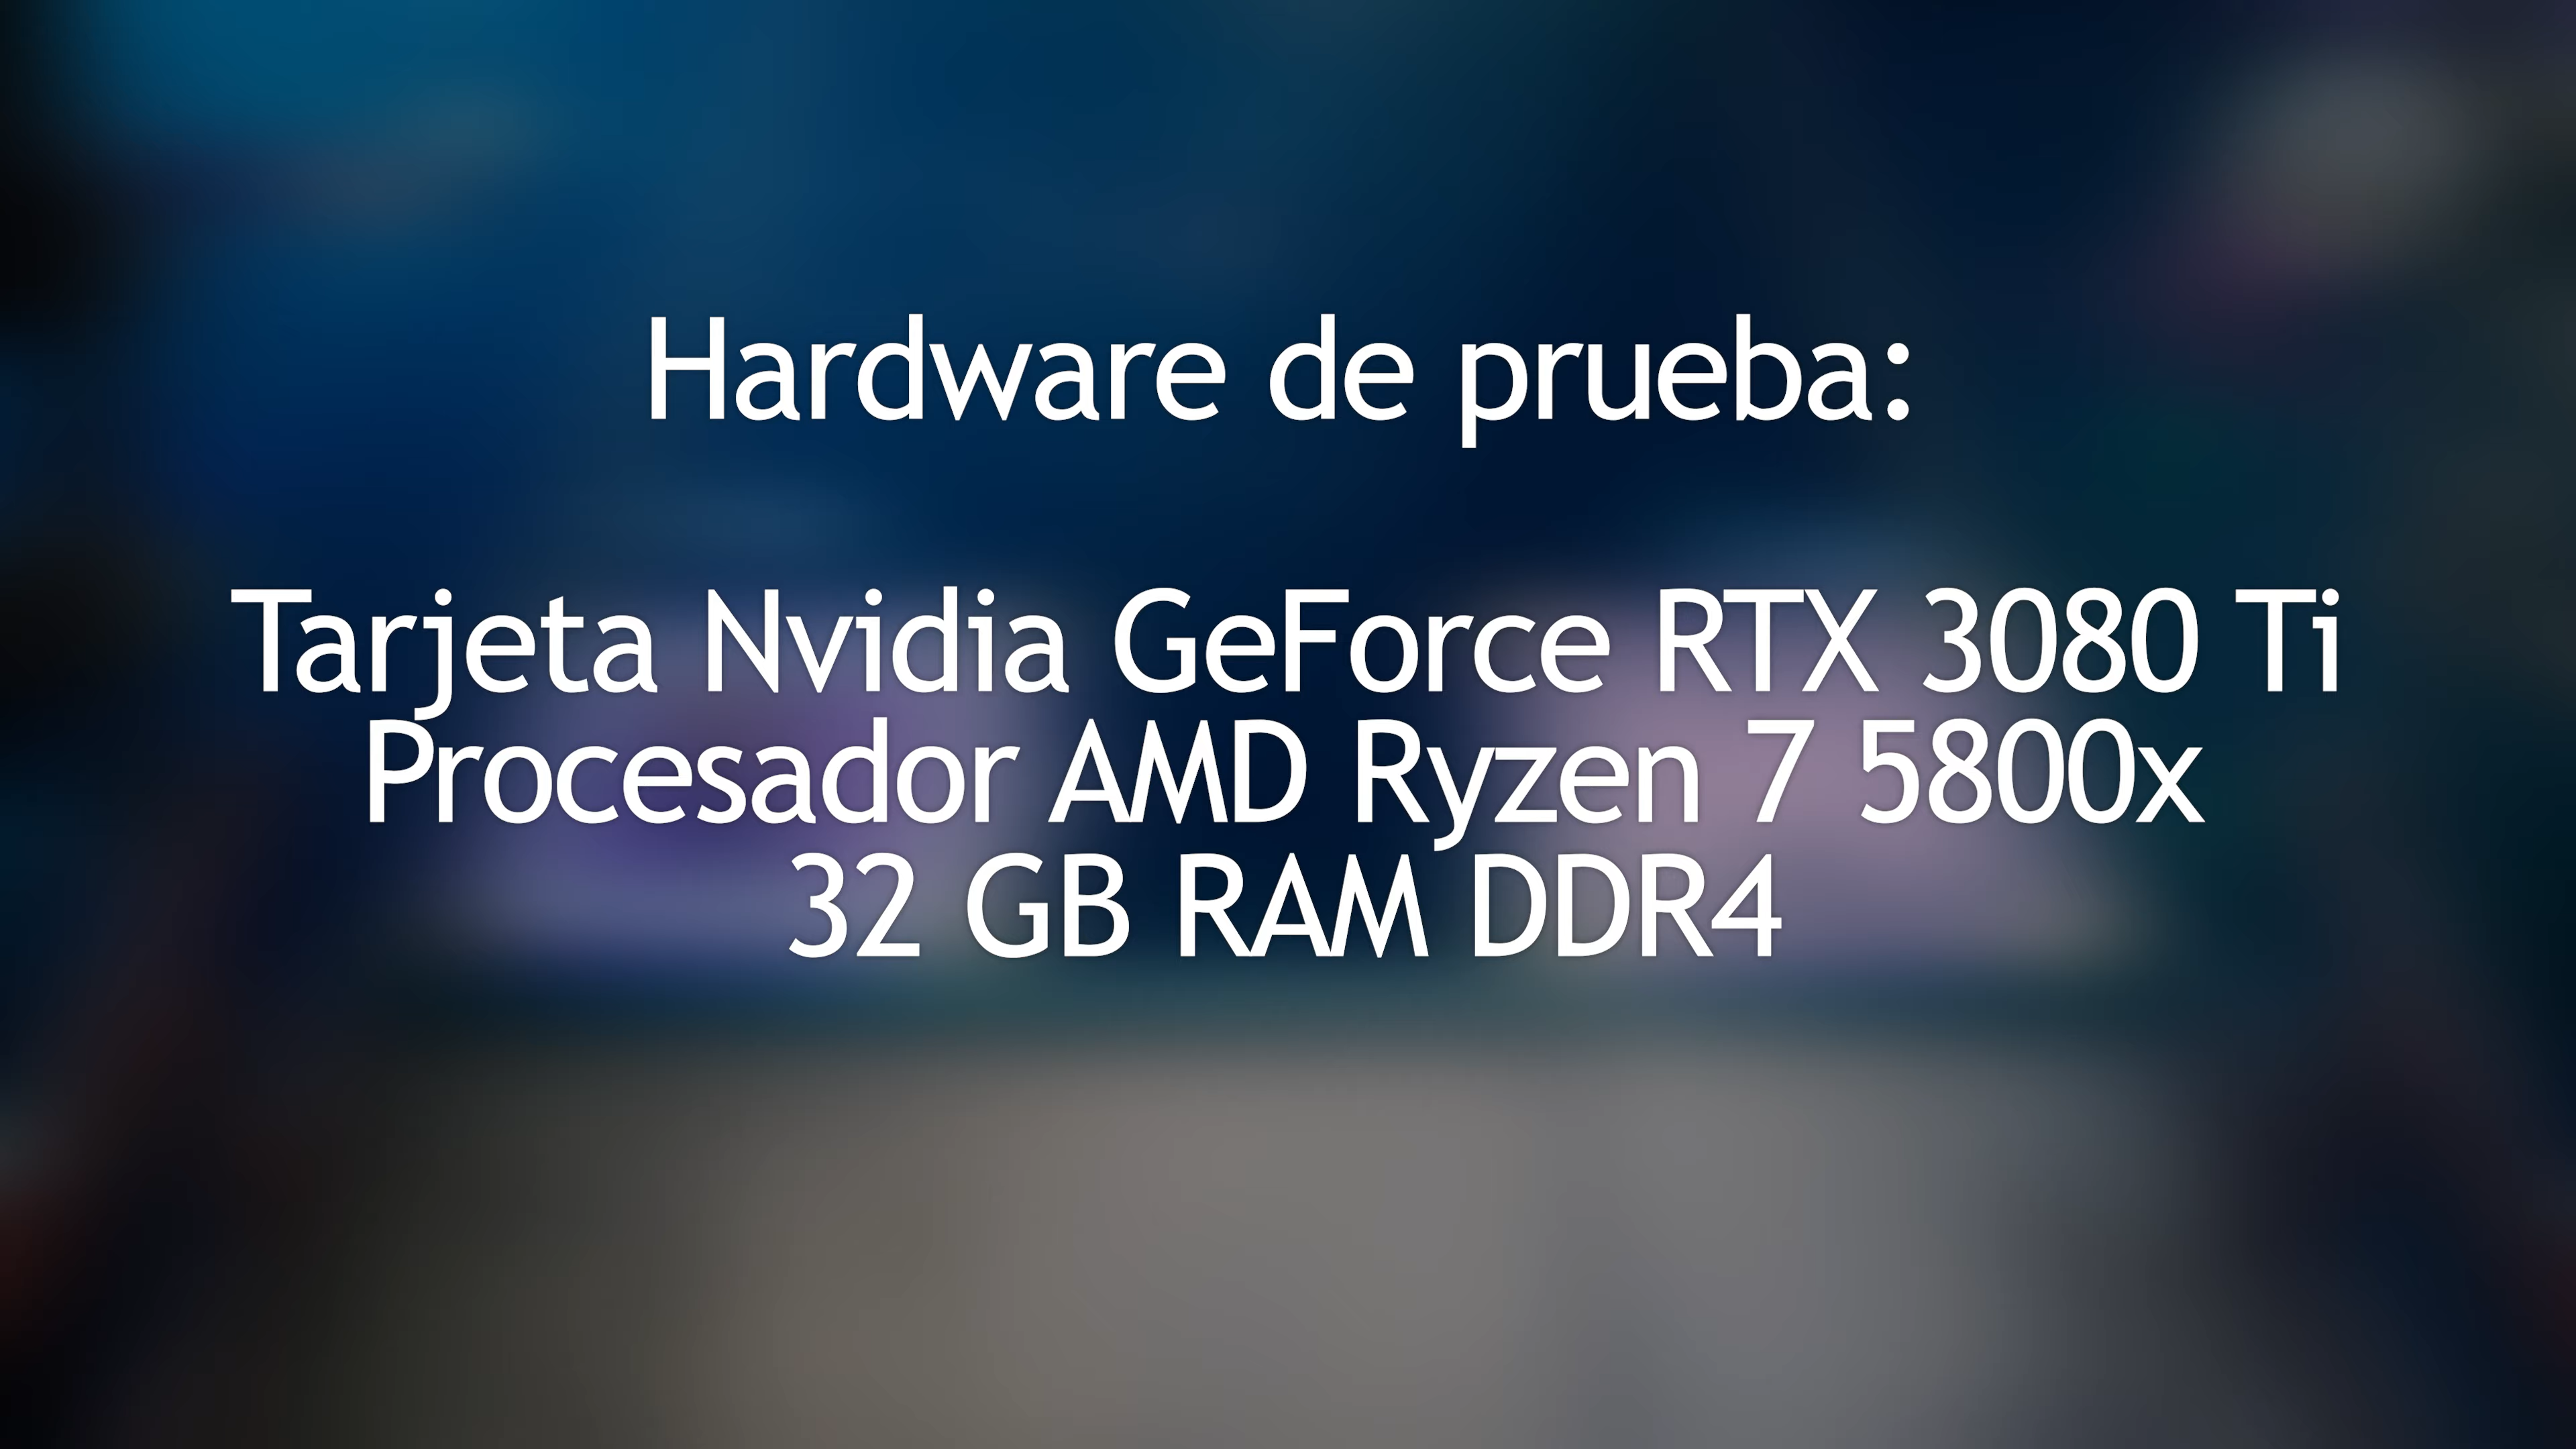 Hardware de prueba:
Tarjeta Nvidia GeForce RTX 3080 Ti
Procesador AMD Ryzen 7 5800x
32 GB RAM DDR4